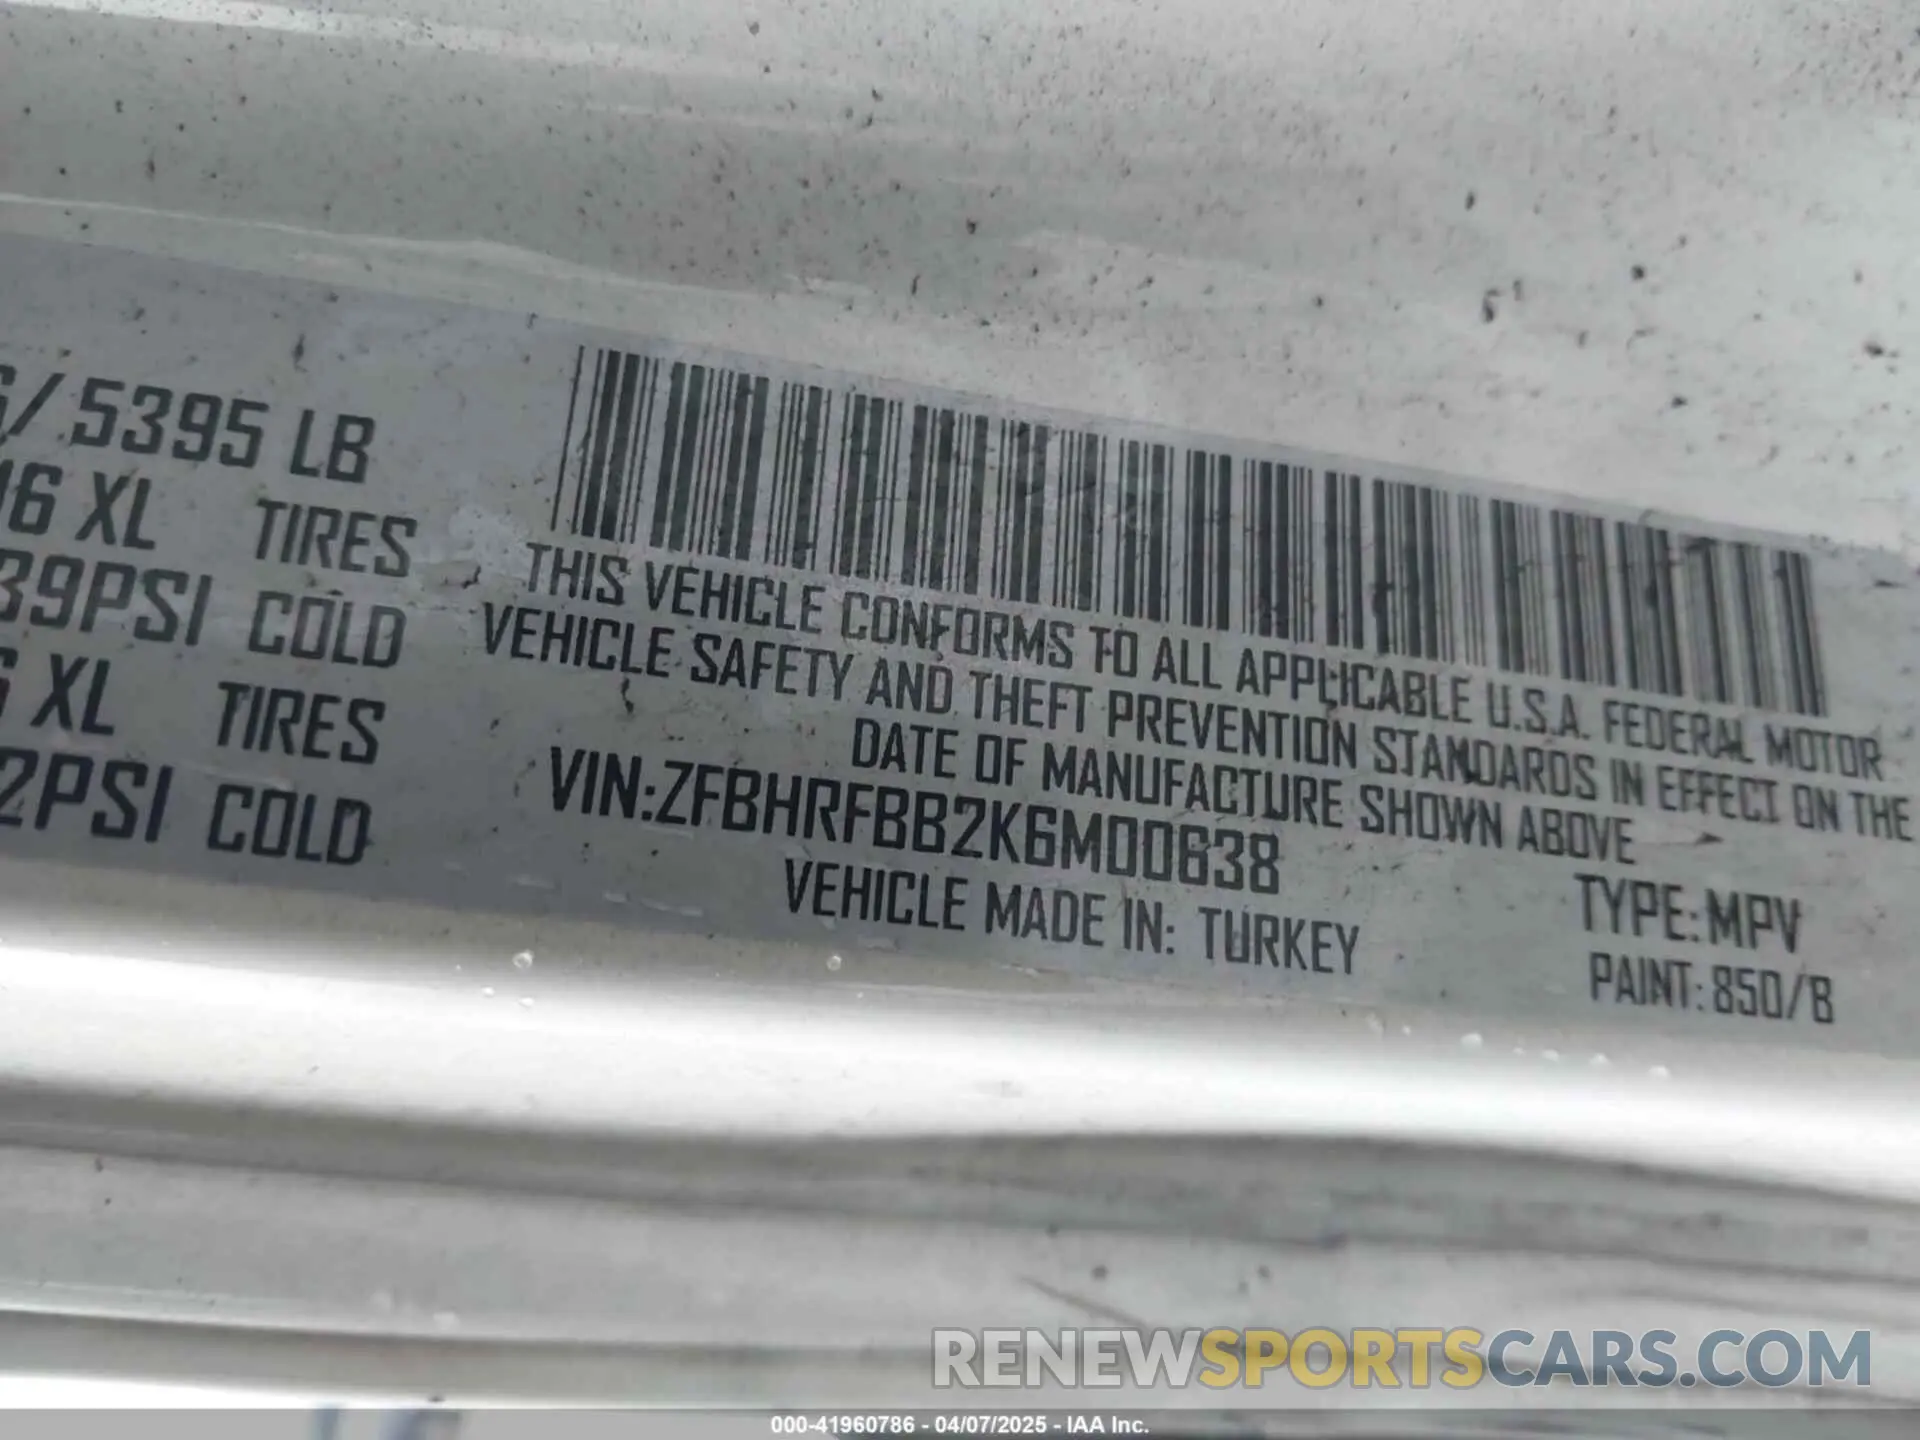 / 5395 LB
16 XL TIRES
39PSI COLD
XL TIRES
2PSI COLD
THIS VEHICLE CONFORMS TO ALL APPLICABLE U.S.A. FEDERAL MOTOR
VEHICLE SAFETY AND THEFT PREVENTION STANDARDS IN EFFECT ON THE
DATE OF MANUFACTURE SHOWN ABOVE
VIN:ZFBHRFBB2K6M00638
TYPE:MPV
VEHICLE MADE IN: TURKEY
PAINT:850/B
RENEWSPORTSCARS.COM
000-41960786 - 04/07/2025 - IAA Inc.